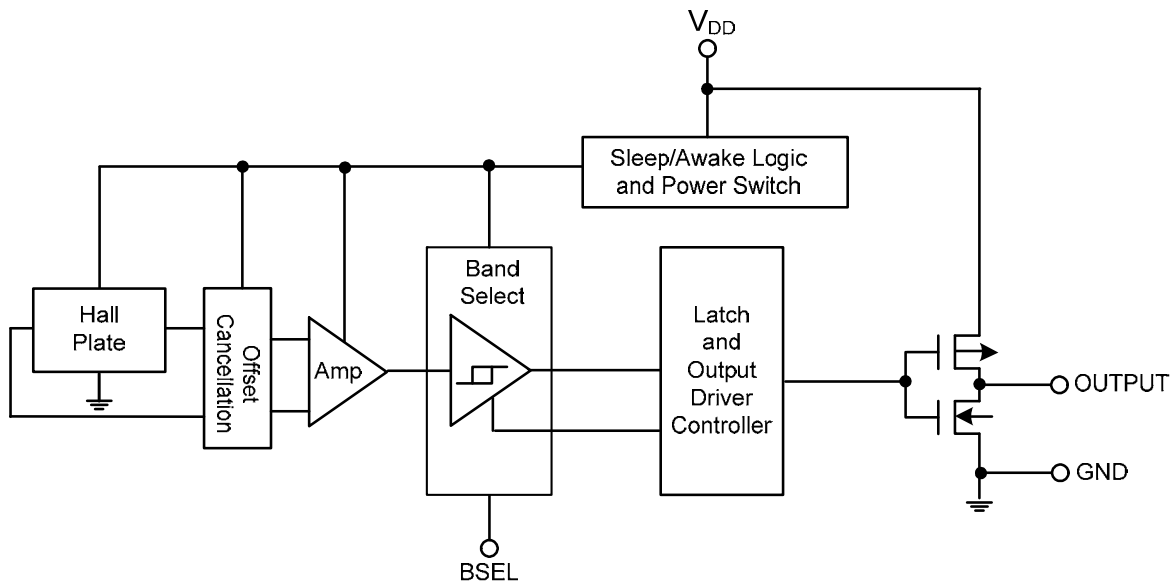 VDD
Sleep/Awake Logic
and Power Switch
Hall
Plate
Offset
Cancellation
Amp
Band
Select
Latch
and
Output
Driver
Controller
OUTPUT
GND
BSEL